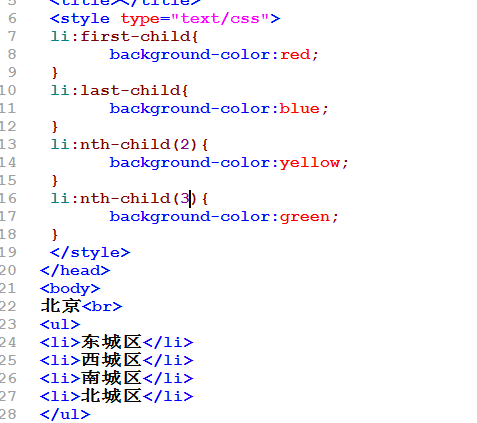 5 <title></title>
6 <style type="text/css">
7 li:first-child{
8 background-color:red;
9 }
10 li:last-child{
11 background-color:blue;
12 }
13 li:nth-child(2){
14 background-color:yellow;
15 }
16 li:nth-child(3){
17 background-color:green;
18 }
19 </style>
20 </head>
21 <body>
22 北京<br>
23 <ul>
24 <li>东城区</li>
25 <li>西城区</li>
26 <li>南城区</li>
27 <li>北城区</li>
28 </ul>